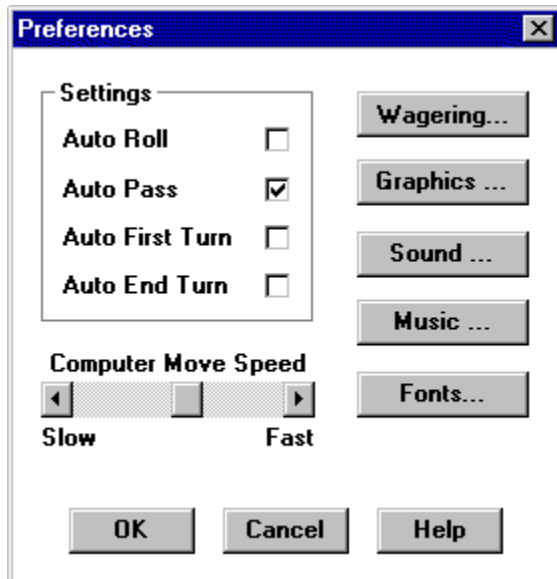 Preferences
Settings
Auto Roll
Auto Pass
Auto First Turn
Auto End Turn
Computer Move Speed
Slow Fast
Wagering...
Graphics ...
Sound ...
Music ...
Fonts...
OK Cancel Help